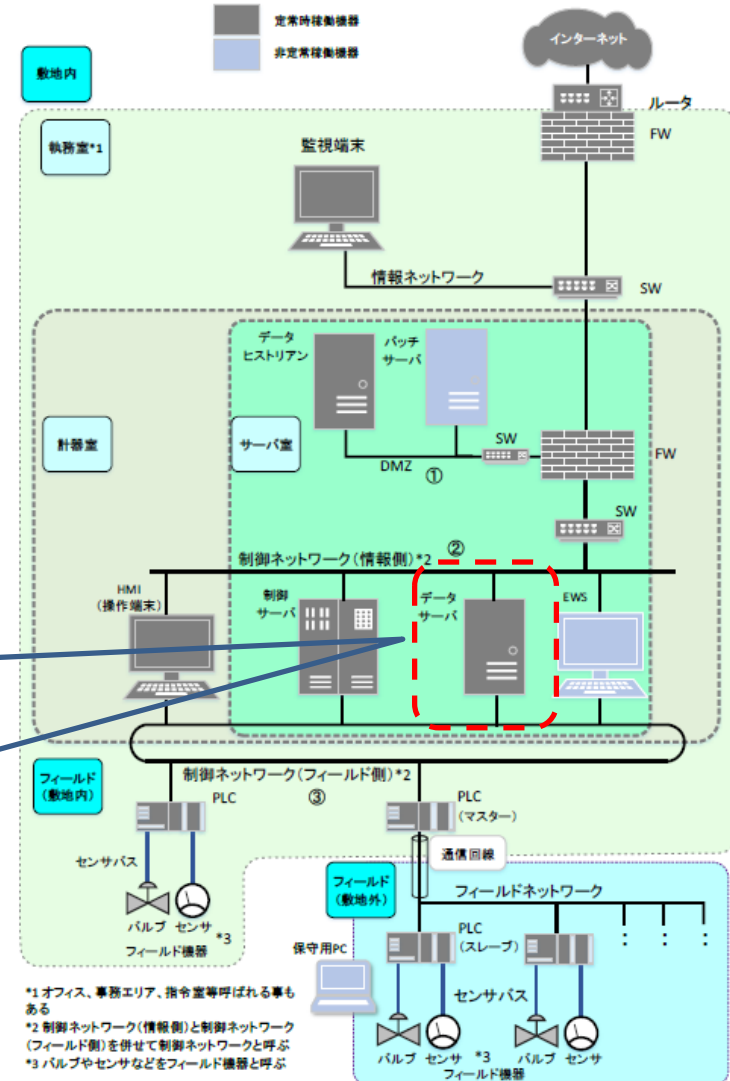 定常時稼働機器
非定常稼働機器
インターネット
敷地内
ルータ
FW
執務室*1
監視端末
情報ネットワーク
SW
データ
ヒストリアン
パッチ
サーバ
計器室
サーバ室
SW
FW
DMZ
①
SW
制御ネットワーク(情報側)*2
②
HMI
(操作端末)
制御
サーバ
データ
サーバ
EWS
フィールド
(敷地内)
制御ネットワーク(フィールド側)*2
③
PLC
PLC
(マスター)
通信回線
センサバス
フィールド
(敷地外)
フィールドネットワーク
バルブ センサ *3
フィールド機器
保守用PC
PLC
(スレーブ)
: : :
センサバス
*1 オフィス、事務エリア、指令室等呼ばれる事も
ある
*2 制御ネットワーク(情報側)と制御ネットワーク
(フィールド側)を併せて制御ネットワークと呼ぶ
*3 バルブやセンサなどをフィールド機器と呼ぶ
バルブ センサ *3 バルブ センサ
フィールド機器